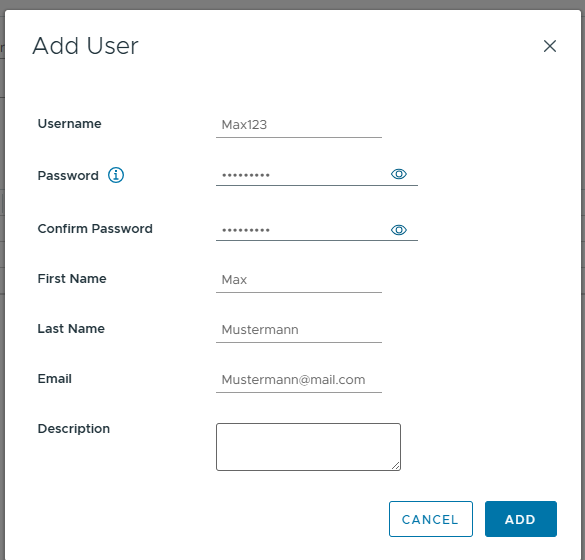 Add User
Username Max123
Password •••••••••
Confirm Password •••••••••
First Name Max
Last Name Mustermann
Email Mustermann@mail.com
Description
CANCEL ADD